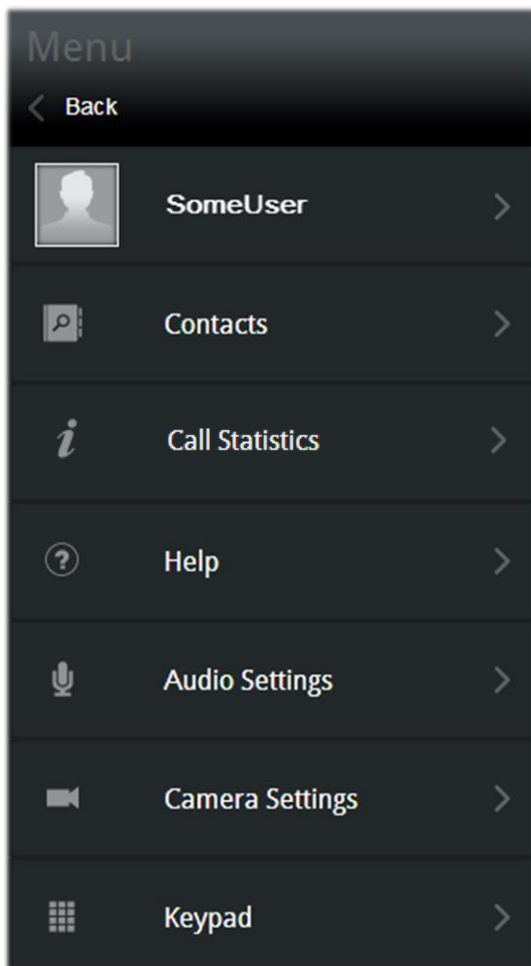 Menu
Back
SomeUser
Contacts
Call Statistics
Help
Audio Settings
Camera Settings
Keypad